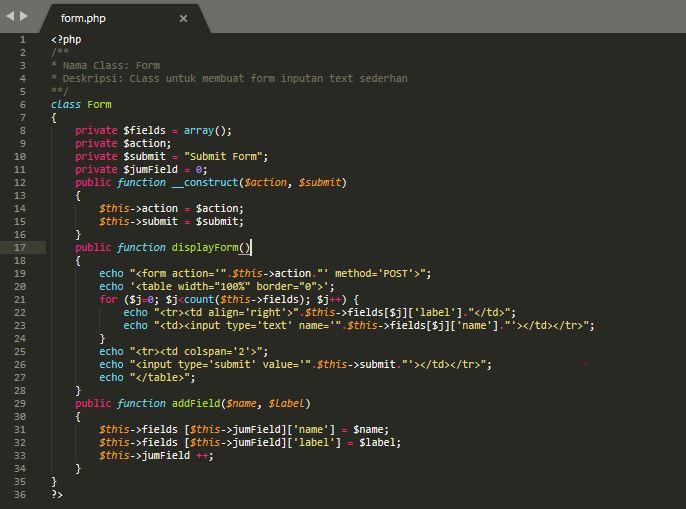 form.php
1 <?php
2 /**
3 * Nama Class: Form
4 * Deskripsi: CLass untuk membuat form inputan text sederhan
5 **/
6 class Form
7 {
8 private $fields = array();
9 private $action;
10 private $submit = "Submit Form";
11 private $jumField = 0;
12 public function __construct($action, $submit)
13 {
14 $this->action = $action;
15 $this->submit = $submit;
16 }
17 public function displayForm()
18 {
19 echo "<form action='".$this->action."' method='POST'>";
20 echo '<table width="100%" border="0">';
21 for ($j=0; $j<count($this->fields); $j++) {
22 echo "<tr><td align='right'>".$this->fields[$j]['label']."</td>";
23 echo "<td><input type='text' name='".$this->fields[$j]['name']."'></td></tr>";
24 }
25 echo "<tr><td colspan='2'>";
26 echo "<input type='submit' value='".$this->submit."'></td></tr>";
27 echo "</table>";
28 }
29 public function addField($name, $label)
30 {
31 $this->fields [$this->jumField]['name'] = $name;
32 $this->fields [$this->jumField]['label'] = $label;
33 $this->jumField ++;
34 }
35 }
36 ?>